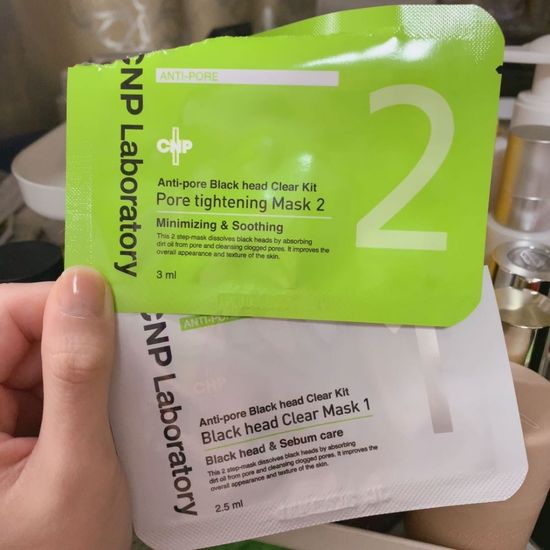 ANTI-PORE
CNP Laboratory
CNP
2
Anti-pore Black head Clear Kit
Pore tightening Mask 2
Minimizing & Soothing
This 2 step-mask dissolves black heads by absorbing
dirt oil from pore and cleansing clogged pores. It improves the
overall appearance and texture of the skin.
3 ml
ANTI-PORE
CNP Laboratory
CNP
1
Anti-pore Black head Clear Kit
Black head Clear Mask 1
Black head & Sebum care
This 2 step-mask dissolves black heads by absorbing
dirt oil from pore and cleansing clogged pores. It improves the
overall appearance and texture of the skin.
2.5 ml